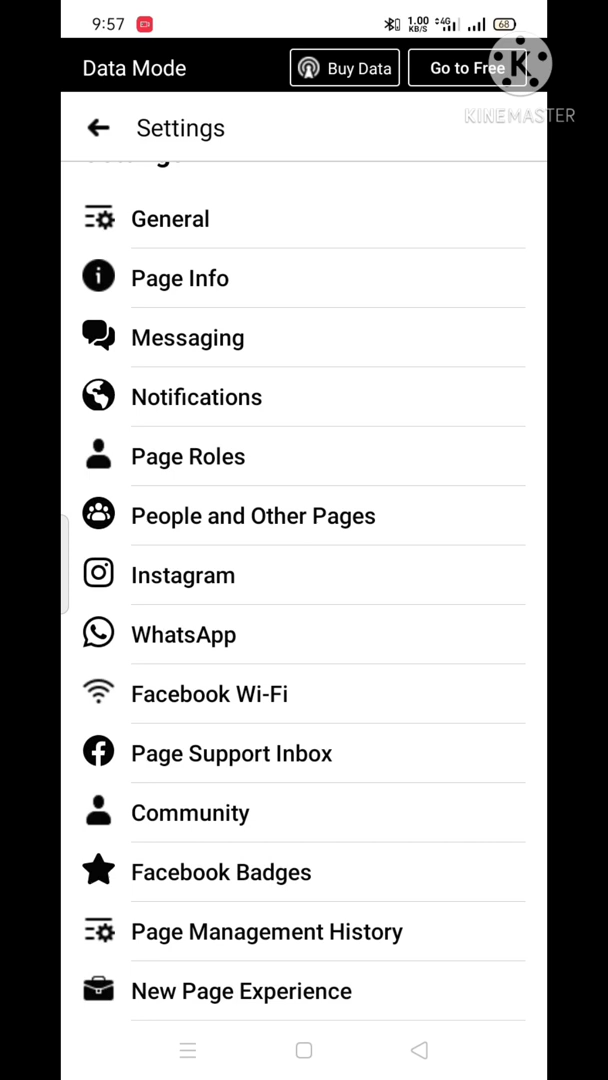 9:57 1.00 KB/S 4G 68
Data Mode Buy Data Go to Free K
KINEMASTER
Settings
General
Page Info
Messaging
Notifications
Page Roles
People and Other Pages
Instagram
WhatsApp
Facebook Wi-Fi
Page Support Inbox
Community
Facebook Badges
Page Management History
New Page Experience